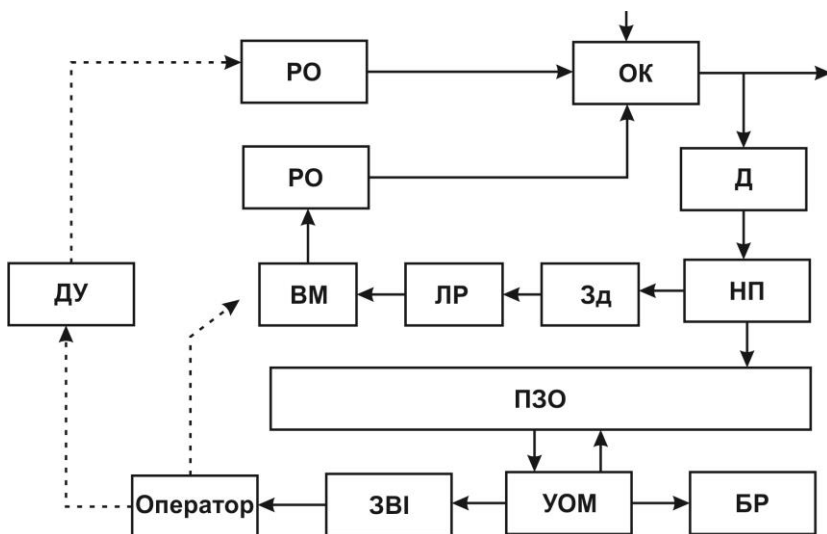 РО
ОК
РО
Д
ДУ
ВМ
ЛР
Зд
НП
ПЗО
Оператор
ЗВІ
УОМ
БР